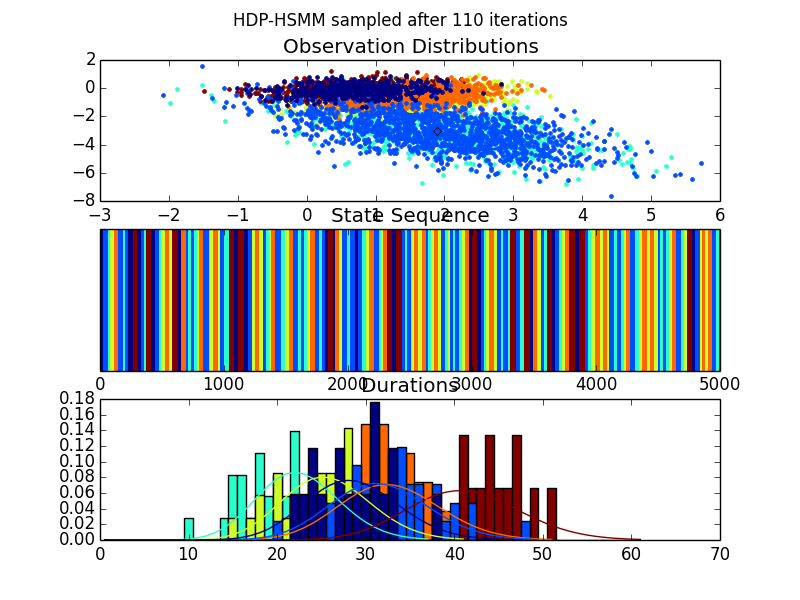 HDP-HSMM sampled after 110 iterations
Observation Distributions
2
0
−2
−4
−6
−8
−3 −2 −1 0 1 2 3 4 5 6
State Sequence
0 1000 2000 3000 4000 5000
Durations
0.18
0.16
0.14
0.12
0.10
0.08
0.06
0.04
0.02
0.00
0 10 20 30 40 50 60 70